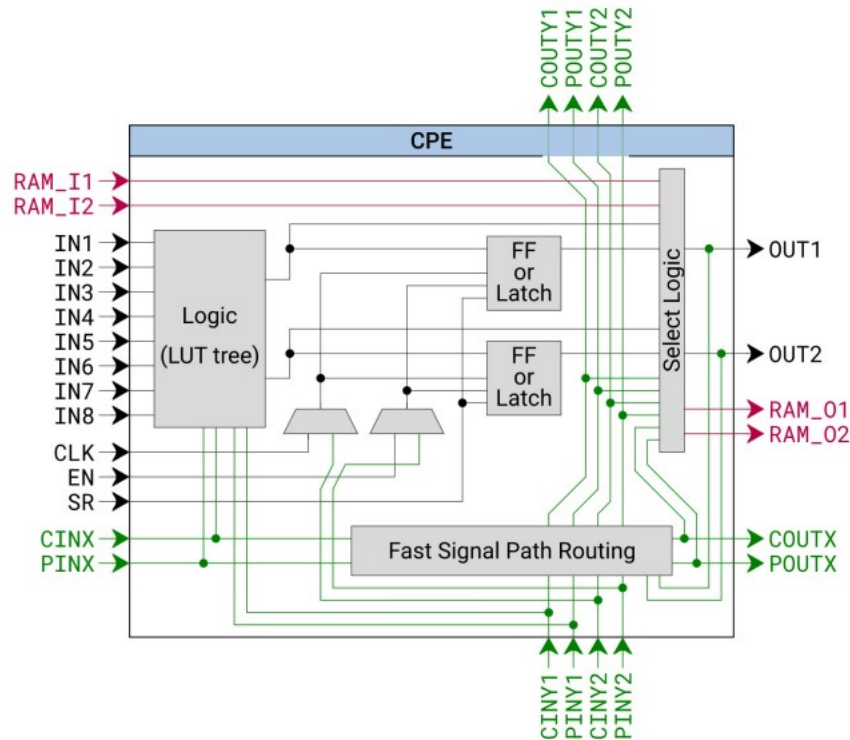 COUTY1
POUTY1
COUTY2
POUTY2
CPE
RAM_I1
RAM_I2
IN1
IN2
IN3
IN4
IN5
IN6
IN7
IN8
CLK
EN
SR
CINX
PINX
Logic
(LUT tree)
FF
or
Latch
FF
or
Latch
Select Logic
OUT1
OUT2
RAM_O1
RAM_O2
Fast Signal Path Routing
COUTX
POUTX
CINY1
PINY1
CINY2
PINY2